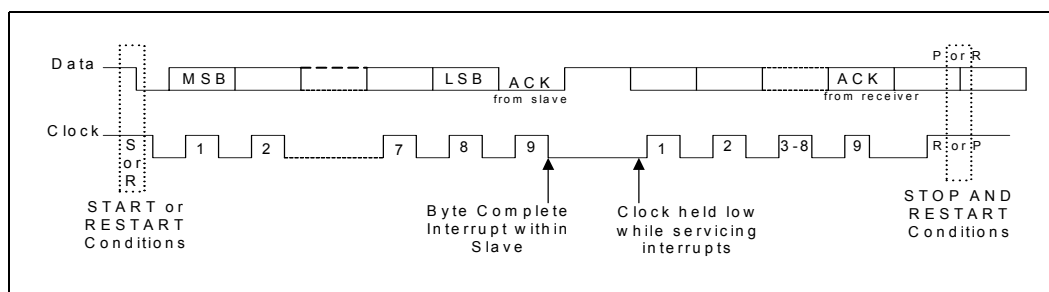 Data
MSB
LSB
ACK
from slave
ACK
from receiver
P or R
Clock
S
or
R
1
2
7
8
9
1
2
3-8
9
R or P
START or
RESTART
Conditions
Byte Complete
Interrupt within
Slave
Clock held low
while servicing
interrupts
STOP AND
RESTART
Conditions